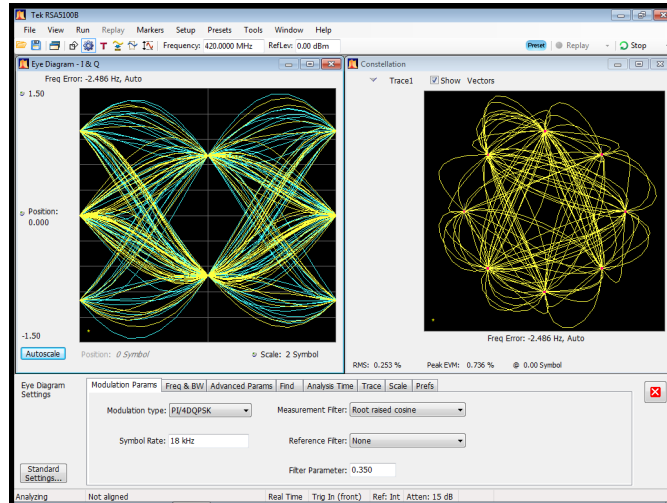 Tek RSA5100B
File View Run Replay Markers Setup Presets Tools Window Help
Frequency: 420.0000 MHz RefLev: 0.00 dBm Preset Replay Stop
Eye Diagram - I & Q
Freq Error: -2.486 Hz, Auto
1.50
Position:
0.000
-1.50
Autoscale Position: 0 Symbol Scale: 2 Symbol
Constellation
Trace1 Show Vectors
Freq Error: -2.486 Hz, Auto
RMS: 0.253 % Peak EVM: 0.736 % @ 0.00 Symbol
Eye Diagram
Settings
Modulation Params Freq & BW Advanced Params Find Analysis Time Trace Scale Prefs
Modulation type: PI/4DQPSK Measurement Filter: Root raised cosine
Symbol Rate: 18 kHz Reference Filter: None
Filter Parameter: 0.350
Standard
Settings...
Analyzing Not aligned Real Time Trig In (front) Ref: Int Atten: 15 dB